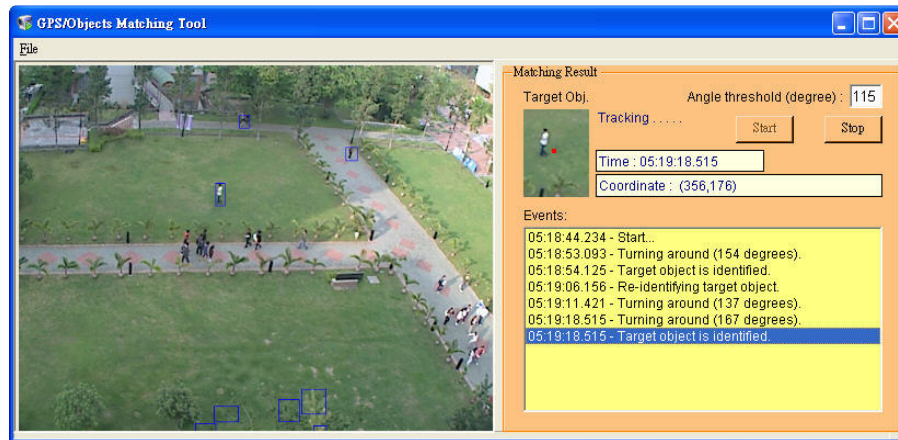 GPS/Objects Matching Tool
File
Matching Result
Target Obj.
Angle threshold (degree) : 115
Tracking . . . . .
Start
Stop
Time : 05:19:18.515
Coordinate : (356,176)
Events:
05:18:44.234 - Start...
05:18:53.093 - Turning around (154 degrees).
05:18:54.125 - Target object is identified.
05:19:06.156 - Re-identifying target object.
05:19:11.421 - Turning around (137 degrees).
05:19:18.515 - Turning around (167 degrees).
05:19:18.515 - Target object is identified.